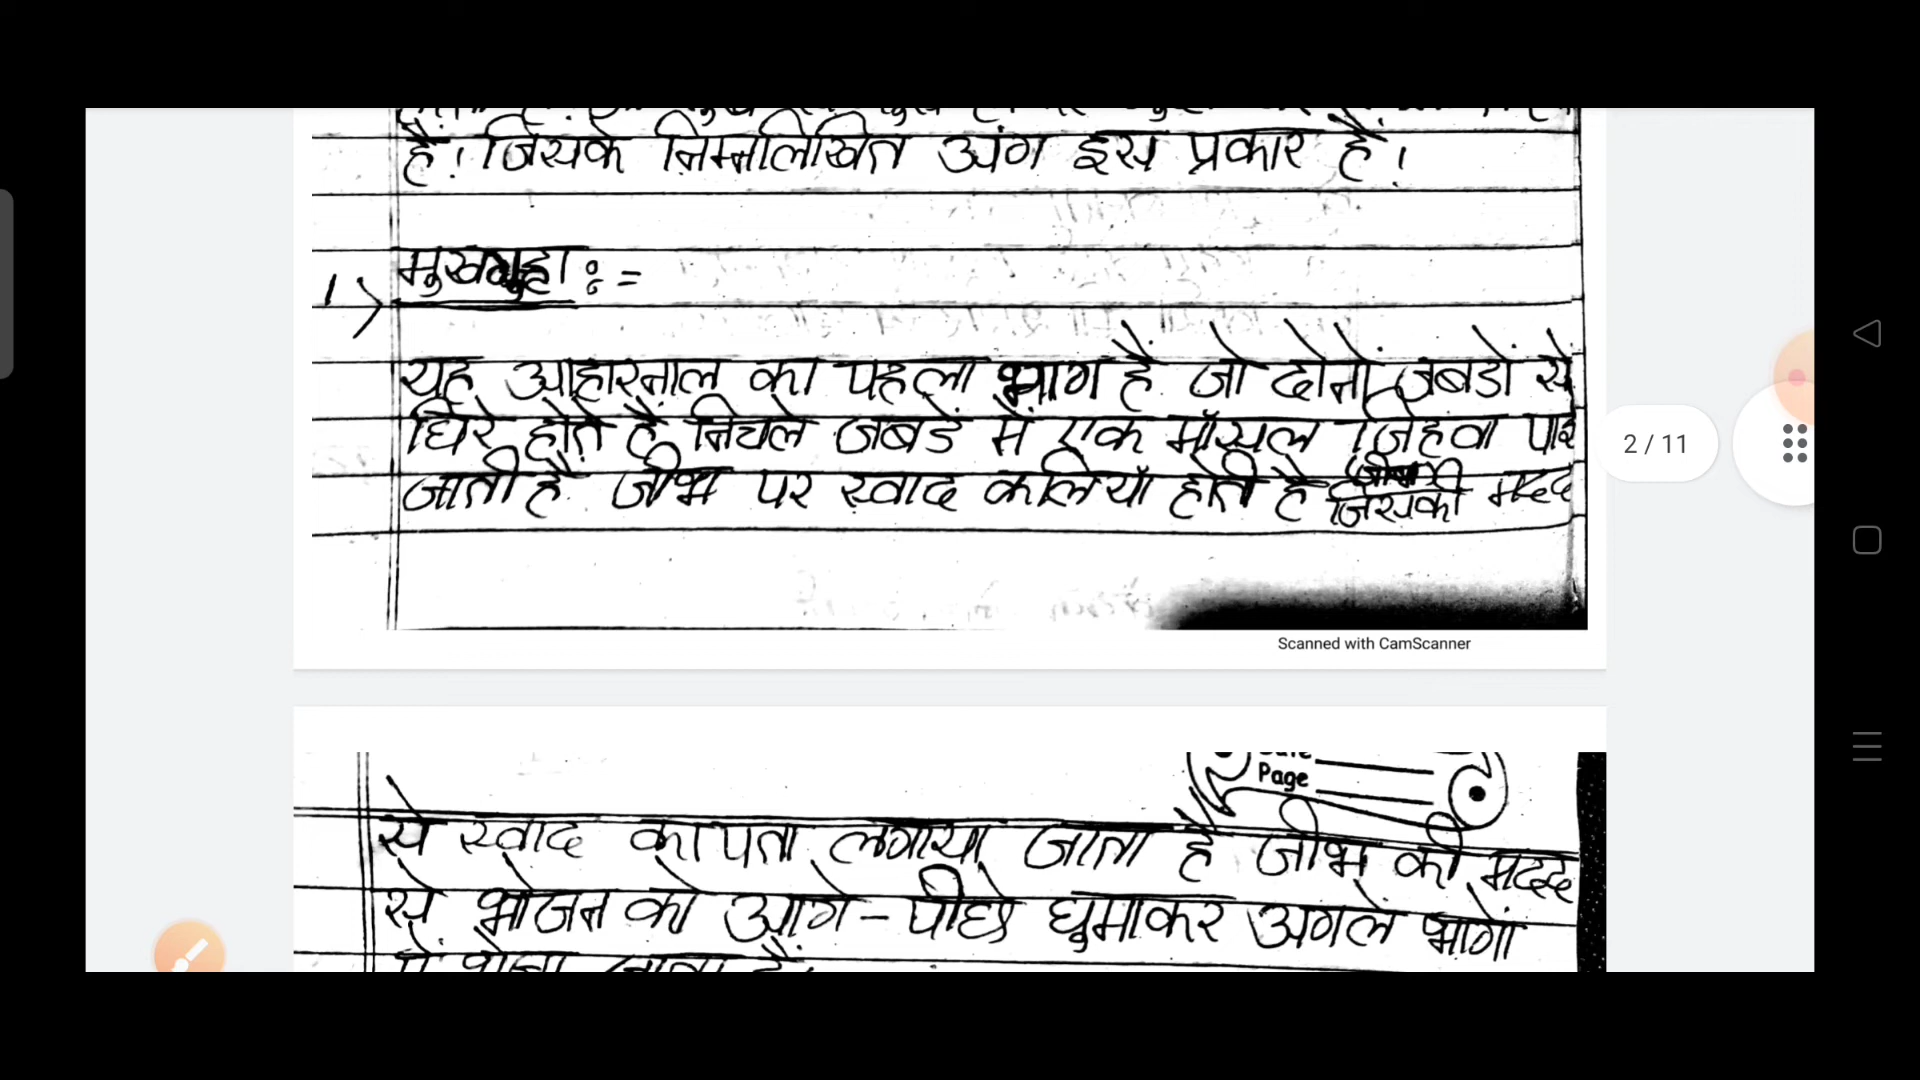 है। जिसके निम्नलिखित अंग इस प्रकार है।
1> मुखगुहा :=
यह आहारनाल का पहला भाग है जो दोनों जबडों से
घिरे होते है निचले जबडें में एक माँसल जिहवा पाई
जाती है जीभ पर स्वाद कलियाँ होती है जिसकी मदद
2 / 11
Scanned with CamScanner
Page
से स्वाद का पता लगाया जाता है जीभ की मदद
से भोजन को आगे - पीछे घुमाकर अगले भागों